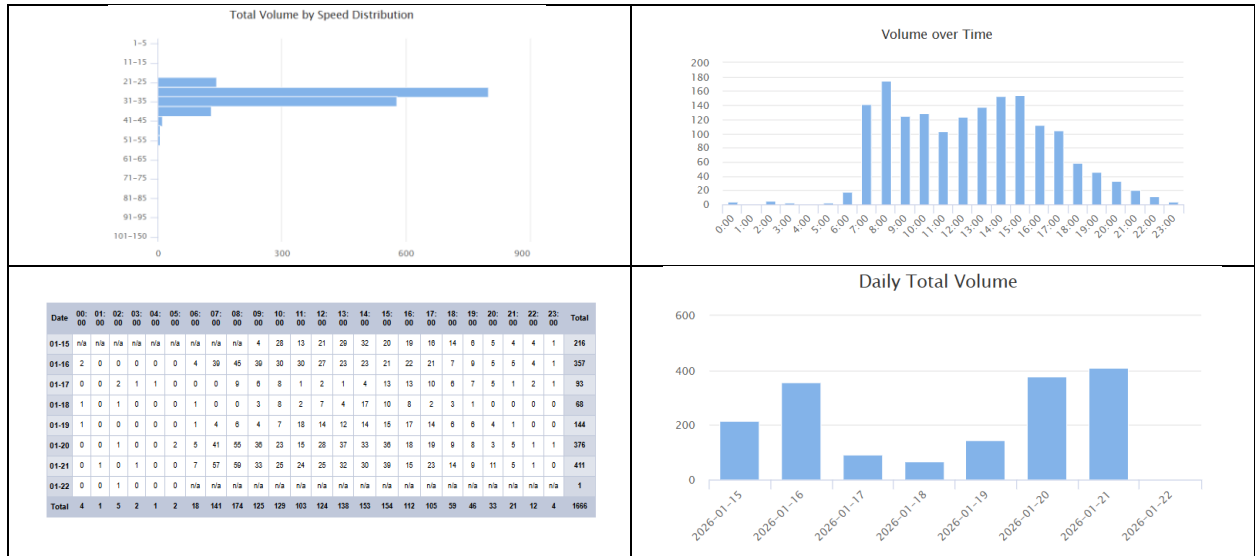 Total Volume by Speed Distribution
1-5
11-15
21-25
31-35
41-45
51-55
61-65
71-75
81-85
91-95
101-150
0 300 600 900
Volume over Time
200
180
160
140
120
100
80
60
40
20
0
0:00 1:00 2:00 3:00 4:00 5:00 6:00 7:00 8:00 9:00 10:00 11:00 12:00 13:00 14:00 15:00 16:00 17:00 18:00 19:00 20:00 21:00 22:00 23:00
Date 00:00 01:00 02:00 03:00 04:00 05:00 06:00 07:00 08:00 09:00 10:00 11:00 12:00 13:00 14:00 15:00 16:00 17:00 18:00 19:00 20:00 21:00 22:00 23:00 Total
01-15 n/a n/a n/a n/a n/a n/a n/a n/a n/a 4 28 13 21 29 32 20 19 16 14 6 5 4 4 1 216
01-16 2 0 0 0 0 0 4 39 45 39 30 30 27 23 23 21 22 21 7 9 5 5 4 1 357
01-17 0 0 2 1 1 0 0 0 9 6 8 1 2 1 4 13 13 10 6 7 5 1 2 1 93
01-18 1 0 1 0 0 0 1 0 0 3 8 2 7 4 17 10 8 2 3 1 0 0 0 0 68
01-19 1 0 0 0 0 0 1 4 6 4 7 18 14 12 14 15 17 14 6 6 4 1 0 0 144
01-20 0 0 1 0 0 2 5 41 55 36 23 15 28 37 33 36 18 19 9 8 3 5 1 1 376
01-21 0 1 0 1 0 0 7 57 59 33 25 24 25 32 30 39 15 23 14 9 11 5 1 0 411
01-22 0 0 1 0 0 0 n/a n/a n/a n/a n/a n/a n/a n/a n/a n/a n/a n/a n/a n/a n/a n/a n/a n/a 1
Total 4 1 5 2 1 2 18 141 174 125 129 103 124 138 153 154 112 105 59 46 33 21 12 4 1666
Daily Total Volume
600
400
200
0
2026-01-15 2026-01-16 2026-01-17 2026-01-18 2026-01-19 2026-01-20 2026-01-21 2026-01-22